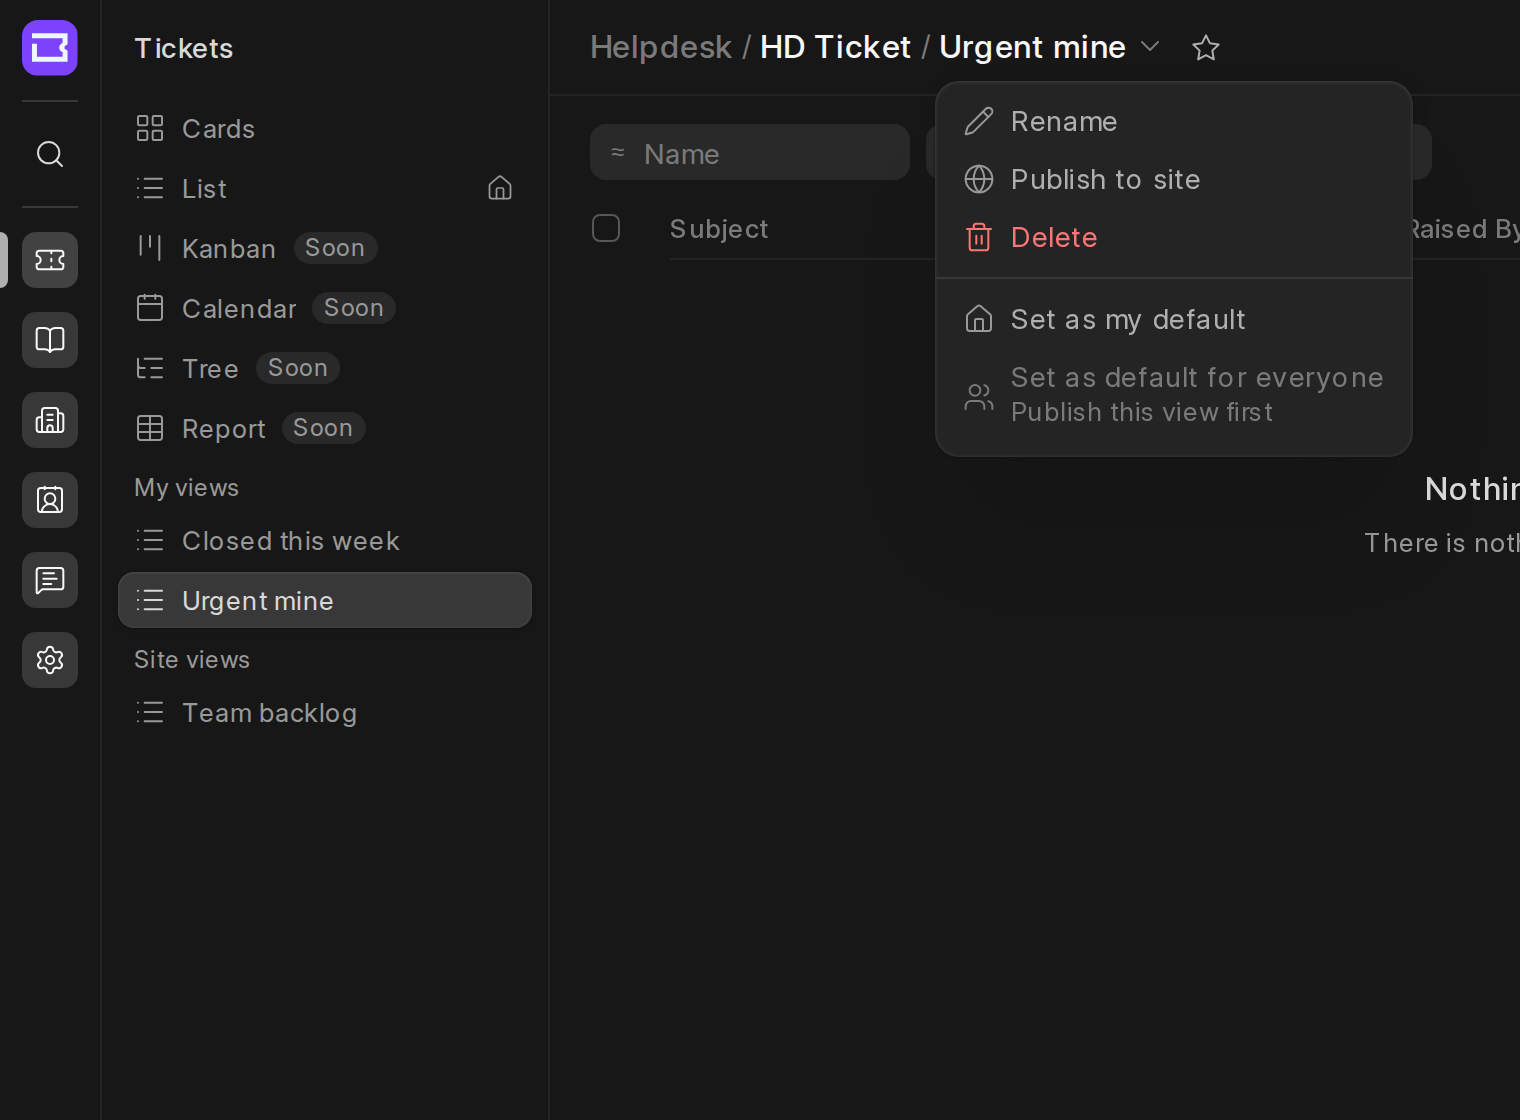 Tickets
Helpdesk / HD Ticket / Urgent mine
Cards
List
Kanban Soon
Calendar Soon
Tree Soon
Report Soon
My views
Closed this week
Urgent mine
Site views
Team backlog
≈ Name
Subject
Raised By
Rename
Publish to site
Delete
Set as my default
Set as default for everyone
Publish this view first
There is